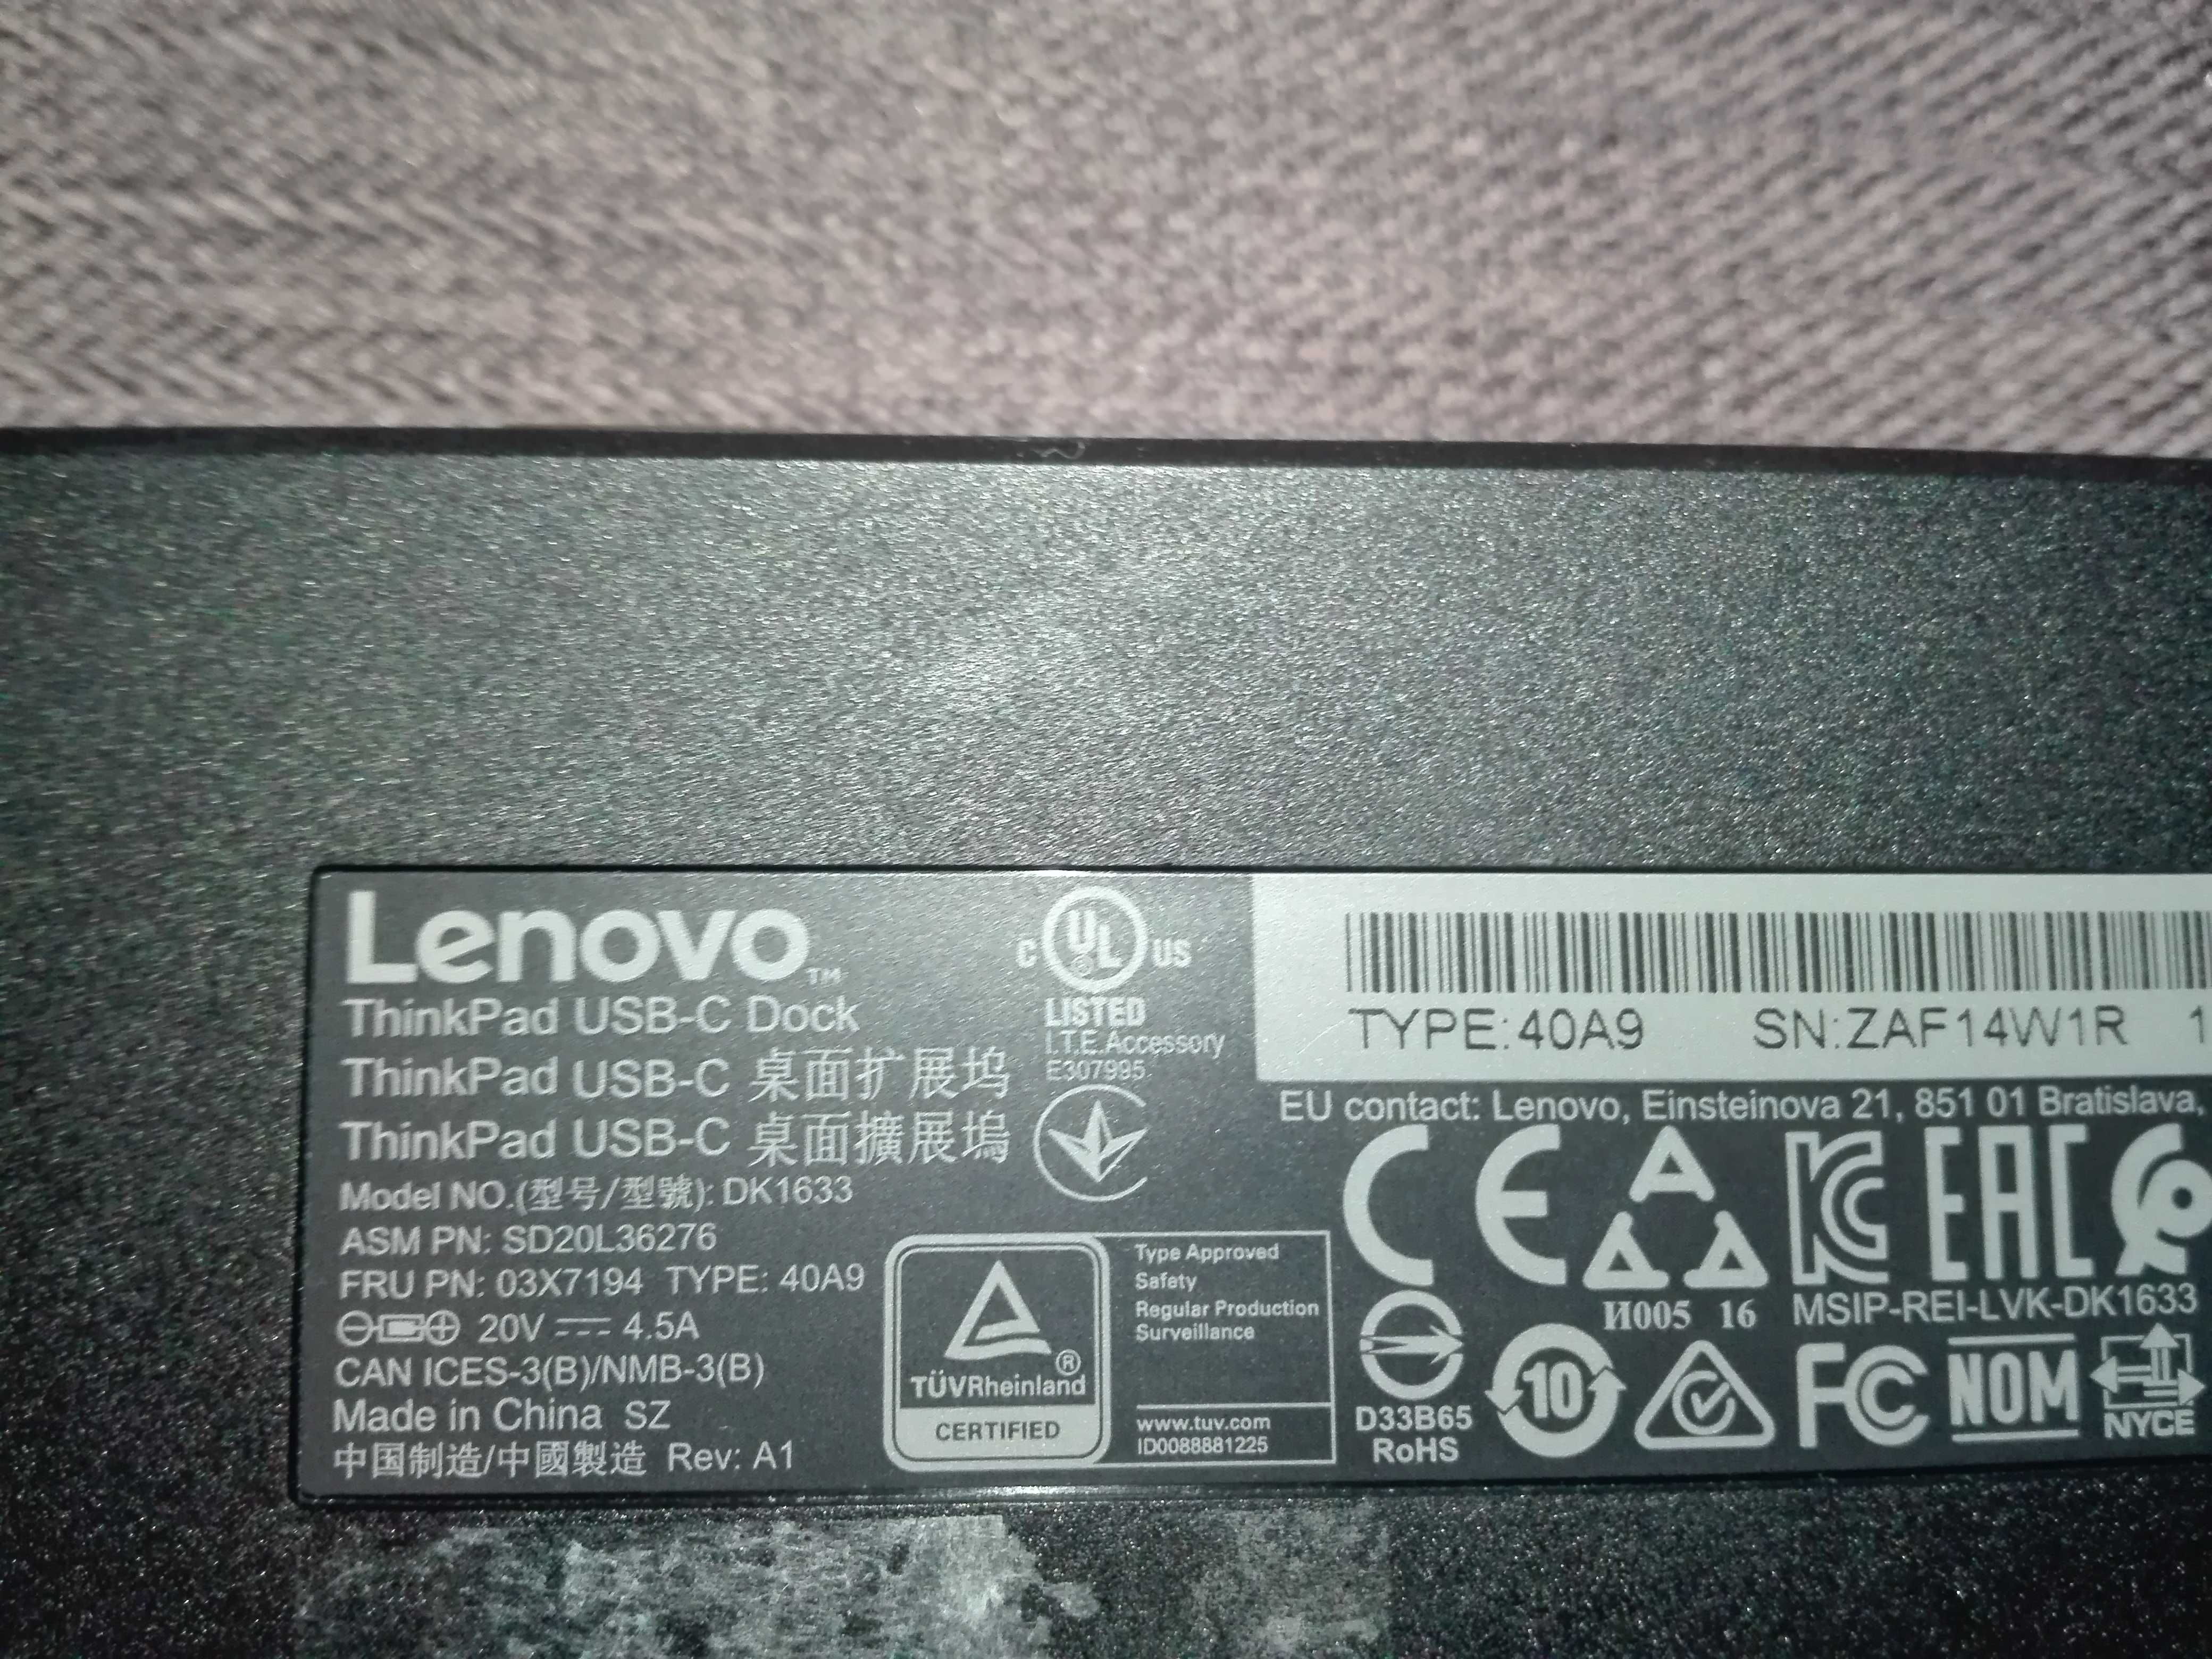 Lenovo™
ThinkPad USB-C Dock
ThinkPad USB-C 桌面扩展坞
ThinkPad USB-C 桌面擴展塢
Model NO.(型号/型號): DK1633
ASM PN: SD20L36276
FRU PN: 03X7194 TYPE: 40A9
20V 4.5A
CAN ICES-3(B)/NMB-3(B)
Made in China SZ
中国制造/中國製造 Rev: A1
C UL US
LISTED
I.T.E.Accessory
E307995
TÜVRheinland®
CERTIFIED
Type Approved
Safety
Regular Production
Surveillance
www.tuv.com
ID0088881225
TYPE:40A9 SN:ZAF14W1R 1
EU contact: Lenovo, Einsteinova 21, 851 01 Bratislava,
CE KC EAC
И005 16 MSIP-REI-LVK-DK1633
D33B65
RoHS
10 FC NOM
NYCE